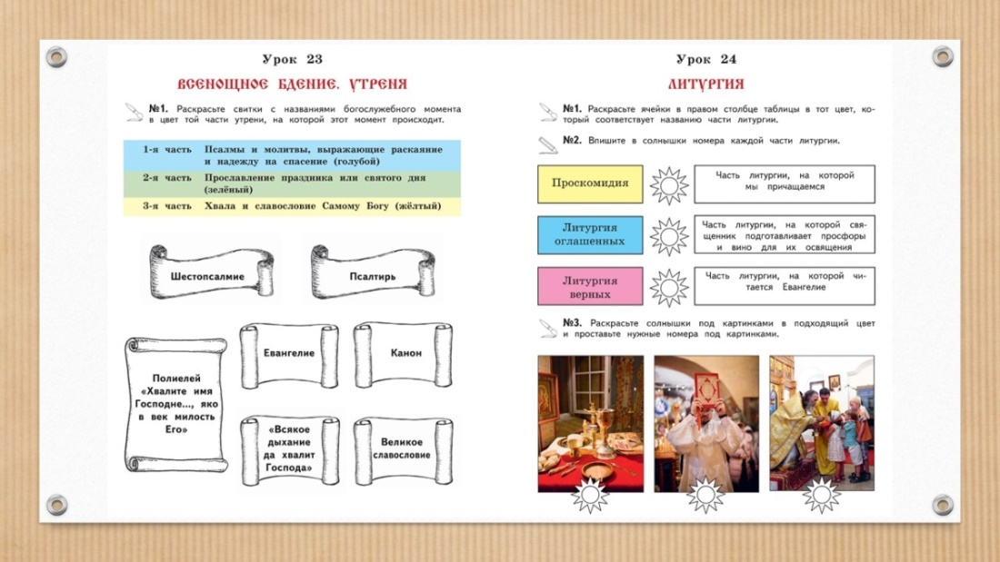 Урок 23
ВСЕНОЩНОЕ БДЕНИЕ. УТРЕНЯ
№1. Раскрасьте свитки с названиями богослужебного момента
в цвет той части утрени, на которой этот момент происходит.
1-я часть Псалмы и молитвы, выражающие раскаяние
и надежду на спасение (голубой)
2-я часть Прославление праздника или святого дня
(зелёный)
3-я часть Хвала и славословие Самому Богу (жёлтый)
Шестопсалмие
Псалтирь
Евангелие
Канон
Полиелей
«Хвалите имя
Господне..., яко
в век милость
Его»
«Всякое
дыхание
да хвалит
Господа»
Великое
славословие
Урок 24
ЛИТУРГИЯ
№1. Раскрасьте ячейки в правом столбце таблицы в тот цвет, ко-
торый соответствует названию части литургии.
№2. Впишите в солнышки номера каждой части литургии.
Проскомидия
Часть литургии, на которой
мы причащаемся
Литургия
оглашенных
Часть литургии, на которой свя-
щенник подготавливает просфоры
и вино для их освящения
Литургия
верных
Часть литургии, на которой чи-
тается Евангелие
№3. Раскрасьте солнышки под картинками в подходящий цвет
и проставьте нужные номера под картинками.